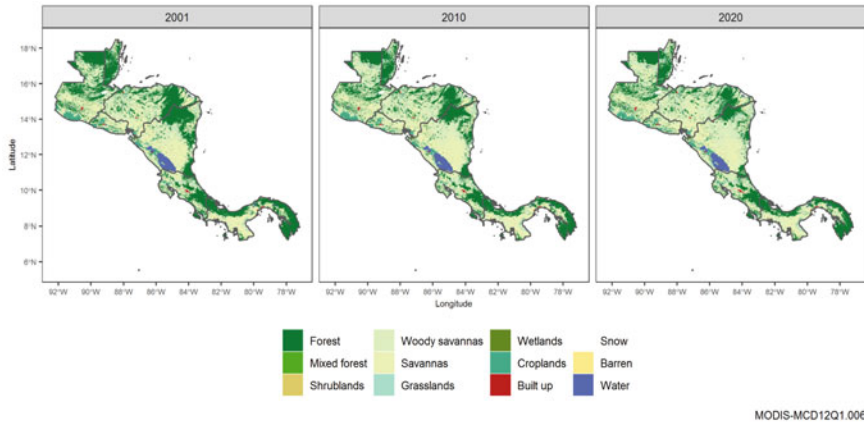 2001 2010 2020
18°N
16°N
14°N
12°N
10°N
8°N
6°N
Latitude
92°W 90°W 88°W 86°W 84°W 82°W 80°W 78°W 92°W 90°W 88°W 86°W 84°W 82°W 80°W 78°W 92°W 90°W 88°W 86°W 84°W 82°W 80°W 78°W
Longitude
Forest Woody savannas Wetlands Snow
Mixed forest Savannas Croplands Barren
Shrublands Grasslands Built up Water
MODIS-MCD12Q1.006